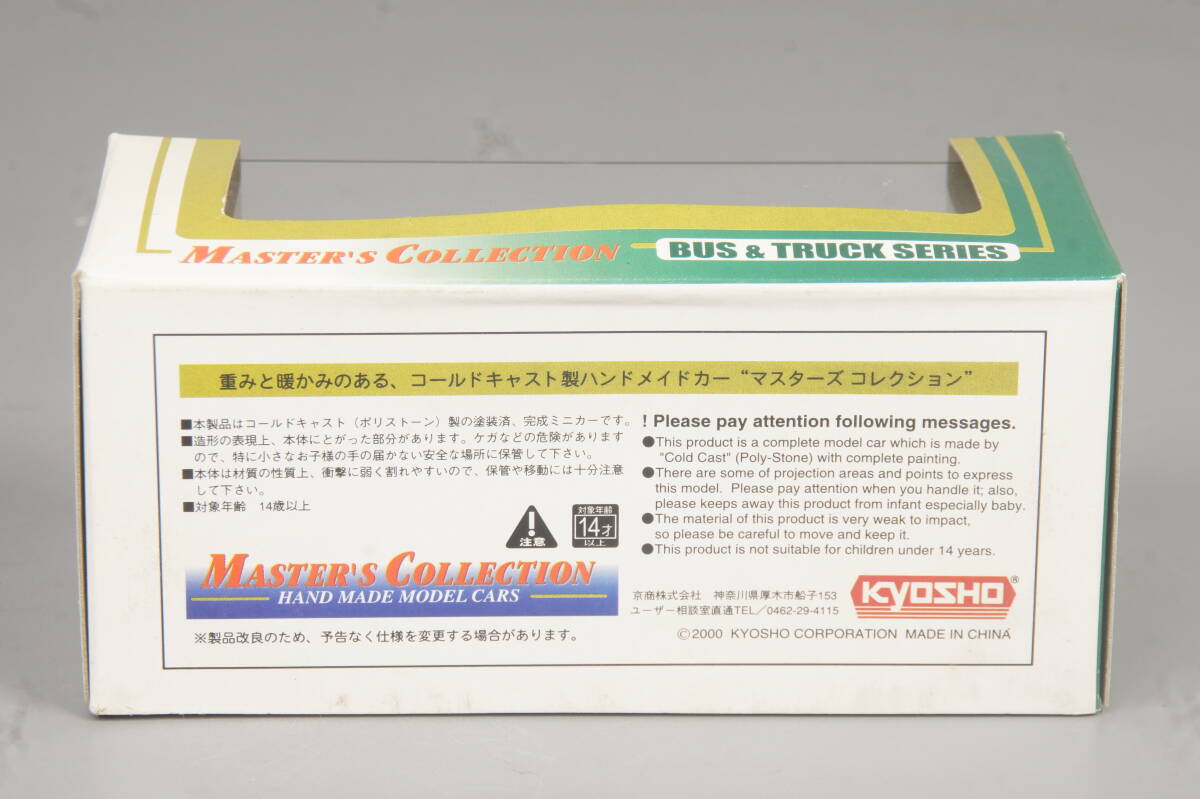 MASTER'S COLLECTION
BUS & TRUCK SERIES
重みと暖かみのある、コールドキャスト製ハンドメイドカー“マスターズ コレクション”
■本製品はコールドキャスト（ポリストーン）製の塗装済、完成ミニカーです。
■造形の表現上、本体にとがった部分があります。ケガなどの危険があります
ので、特に小さなお子様の手の届かない安全な場所に保管して下さい。
■本体は材質の性質上、衝撃に弱く割れやすいので、保管や移動には十分注意
して下さい。
■対象年齢 14歳以上
注意
対象年齢
14才
以上
MASTER'S COLLECTION
HAND MADE MODEL CARS
※製品改良のため、予告なく仕様を変更する場合があります。
! Please pay attention following messages.
●This product is a complete model car which is made by
"Cold Cast" (Poly-Stone) with complete painting.
●There are some of projection areas and points to express
this model. Please pay attention when you handle it; also,
please keeps away this product from infant especially baby.
●The material of this product is very weak to impact,
so please be careful to move and keep it.
●This product is not suitable for children under 14 years.
京商株式会社 神奈川県厚木市船子153
ユーザー相談室直通TEL／0462-29-4115
KYOSHO®
©2000 KYOSHO CORPORATION MADE IN CHINA